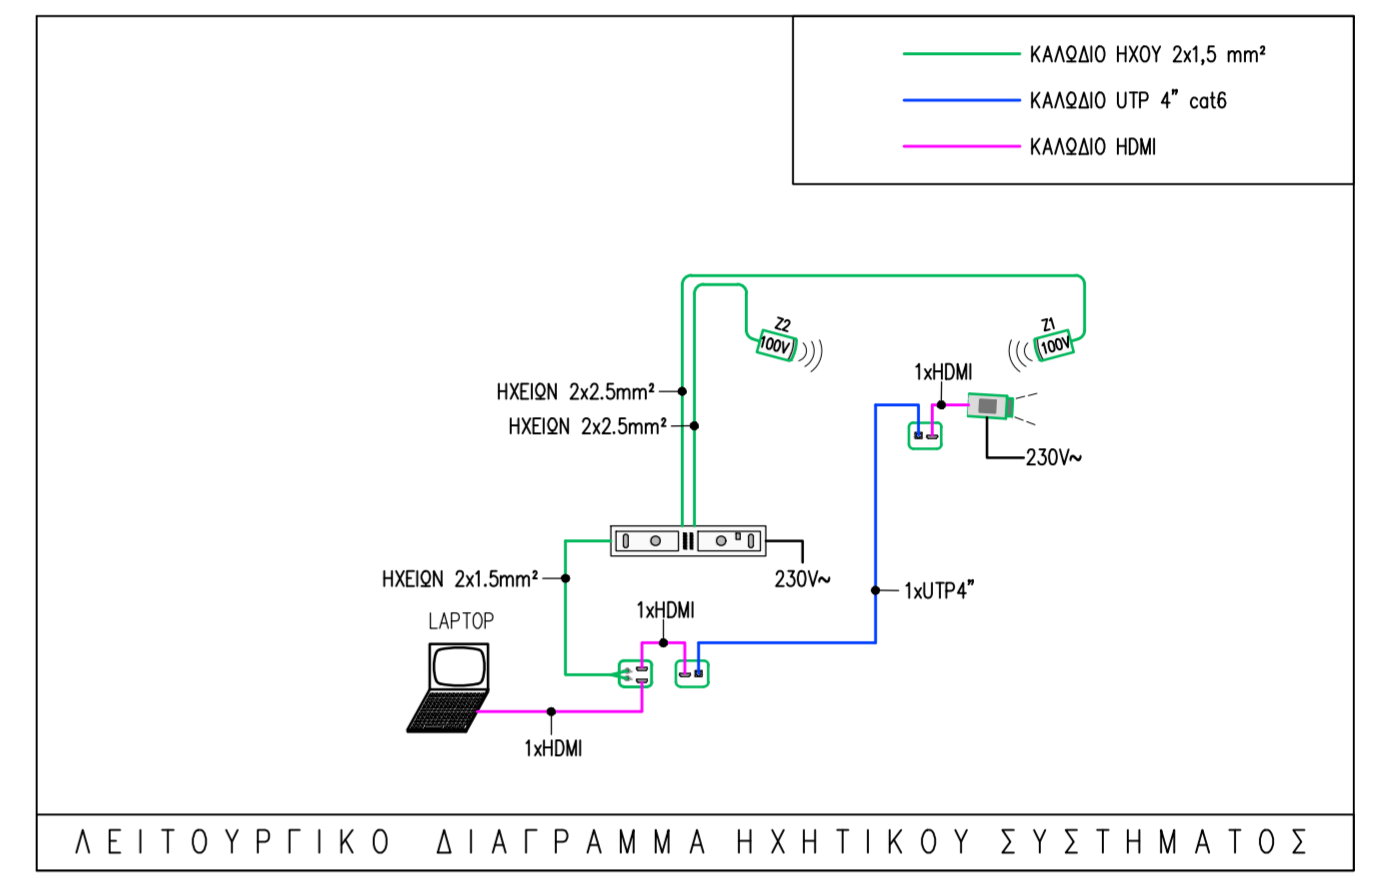 ΚΑΛΩΔΙΟ ΗΧΟΥ 2x1,5 mm²
ΚΑΛΩΔΙΟ UTP 4” cat6
ΚΑΛΩΔΙΟ HDMI
Z2
100V
Z1
100V
1xHDMI
ΗΧΕΙΩΝ 2x2.5mm²
ΗΧΕΙΩΝ 2x2.5mm²
230V~
230V~
ΗΧΕΙΩΝ 2x1.5mm²
1xUTP4”
1xHDMI
LAPTOP
1xHDMI
ΛΕΙΤΟΥΡΓΙΚΟ ΔΙΑΓΡΑΜΜΑ ΗΧΗΤΙΚΟΥ ΣΥΣΤΗΜΑΤΟΣ